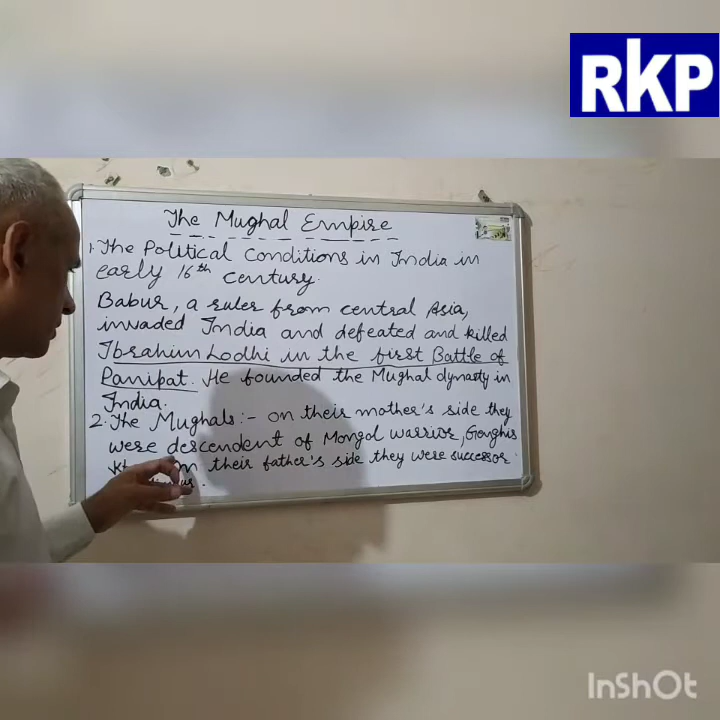 RKP
The Mughal Empire
1. The Political Conditions in India in
early 16th century.
Babur, a ruler from central Asia,
invaded India and defeated and killed
Ibrahim Lodhi in the first Battle of
Panipat. He founded the Mughal dynasty in
India.
2. The Mughals:- on their mother's side they
were descendent of Mongol warrior, Genghis
their father's side they were successor
InShOt